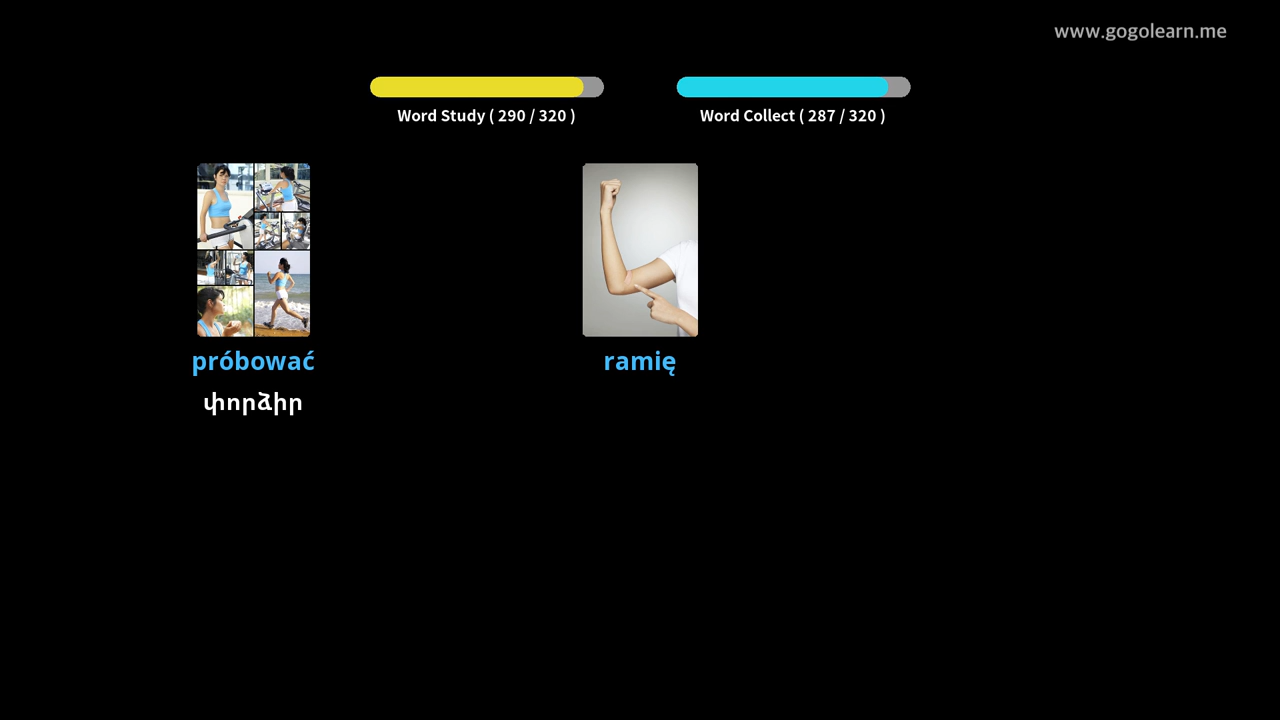 www.gogolearn.me
Word Study ( 290 / 320 )
Word Collect ( 287 / 320 )
próbować
ramię
փորձիր